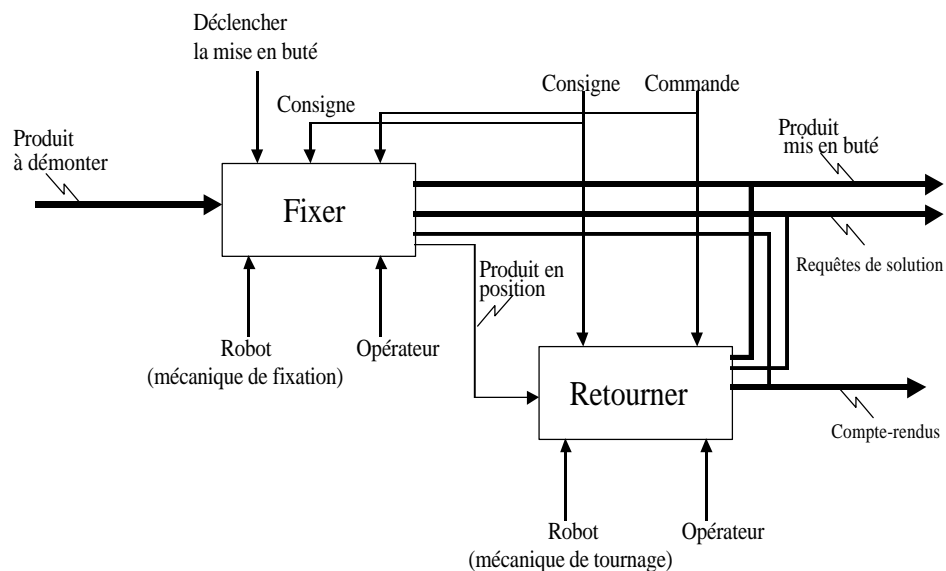 Déclencher
la mise en buté
Consigne
Consigne
Commande
Produit
à démonter
Produit
mis en buté
Fixer
Requêtes de solution
Produit en
position
Robot
(mécanique de fixation)
Opérateur
Retourner
Compte-rendus
Robot
(mécanique de tournage)
Opérateur